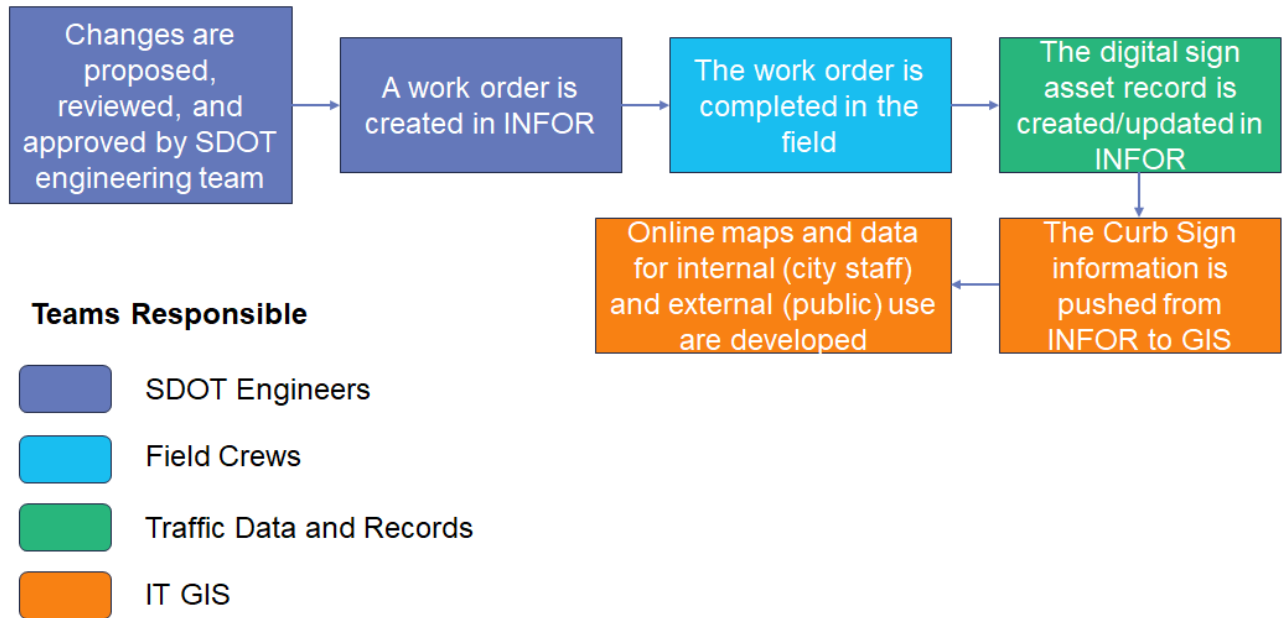 Changes are
proposed,
reviewed, and
approved by SDOT
engineering team
A work order is
created in INFOR
The work order is
completed in the
field
The digital sign
asset record is
created/updated in
INFOR
The Curb Sign
information is
pushed from
INFOR to GIS
Online maps and data
for internal (city staff)
and external (public) use
are developed
Teams Responsible
SDOT Engineers
Field Crews
Traffic Data and Records
IT GIS